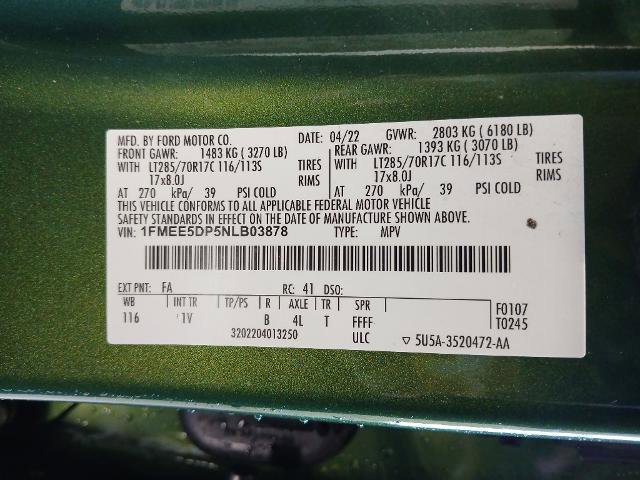 MFD. BY FORD MOTOR CO. DATE: 04/22 GVWR: 2803 KG ( 6180 LB)
FRONT GAWR: 1483 KG ( 3270 LB) REAR GAWR: 1393 KG ( 3070 LB)
LT285/70R17C 116/113S TIRES LT285/70R17C 116/113S TIRES
17x8.0J RIMS 17x8.0J RIMS
AT 270 kPa/ 39 PSI COLD AT 270 kPa/ 39 PSI COLD
THIS VEHICLE CONFORMS TO ALL APPLICABLE FEDERAL MOTOR VEHICLE
SAFETY STANDARDS IN EFFECT ON THE DATE OF MANUFACTURE SHOWN ABOVE.
VIN: 1FMEE5DP5NLB03878 TYPE: MPV
EXT PNT: FA RC: 41 DSO:
WB INT TR TP/PS R AXLE TR SPR F0107
116 1V B 4L T FFFF T0245
3202204013250 ULC ▽ 5U5A-3520472-AA